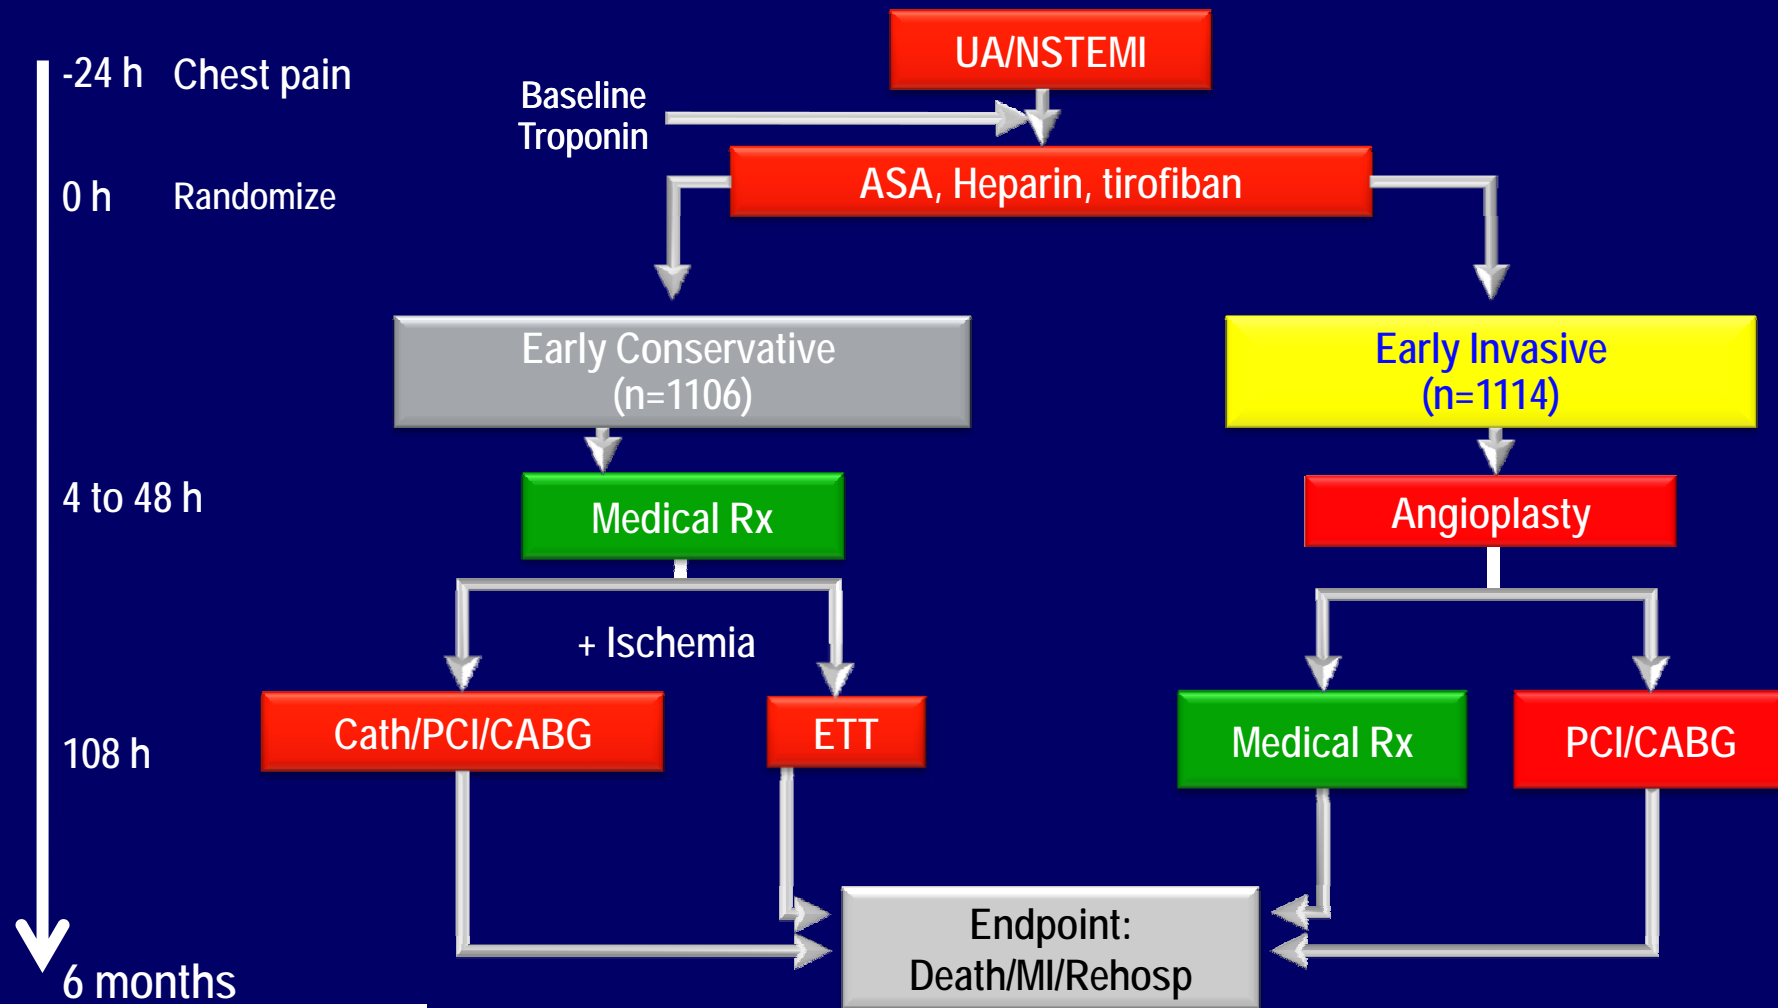 UA/NSTEMI
-24 h Chest pain
Baseline
Troponin
ASA, Heparin, tirofiban
0 h Randomize
Early Conservative
(n=1106)
Early Invasive
(n=1114)
4 to 48 h
Medical Rx
Angioplasty
+ Ischemia
108 h
Cath/PCI/CABG
ETT
Medical Rx
PCI/CABG
Endpoint:
Death/MI/Rehosp
6 months